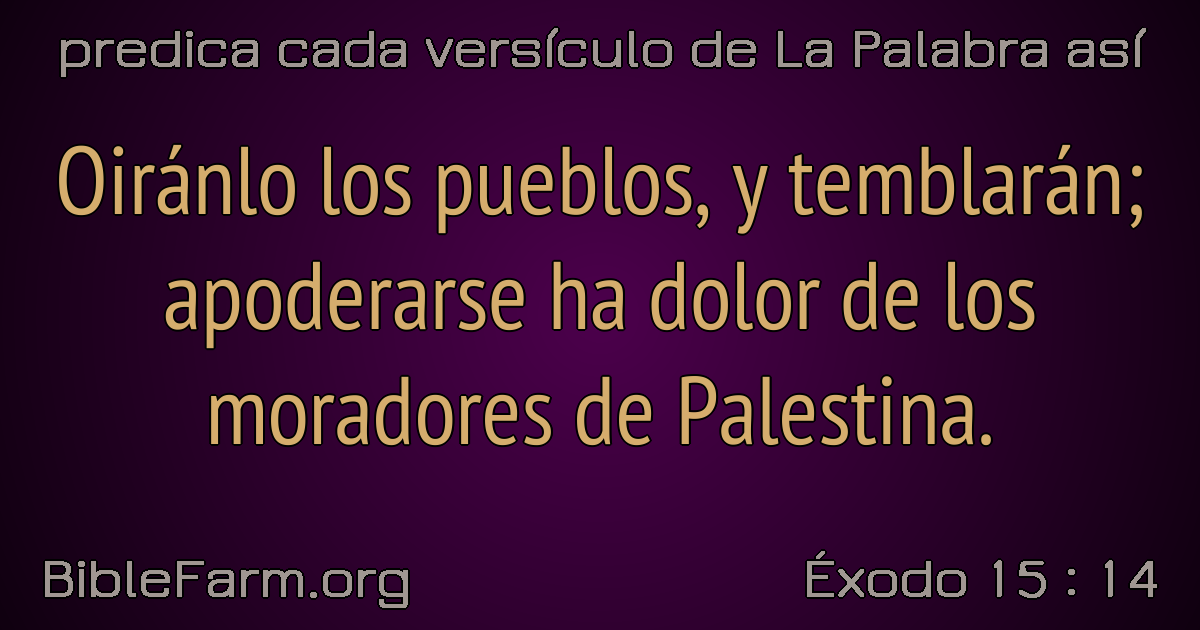 predica cada versículo de La Palabra así
Oiránlo los pueblos, y temblarán;
apoderarse ha dolor de los
moradores de Palestina.
BibleFarm.org
Éxodo 15 : 14